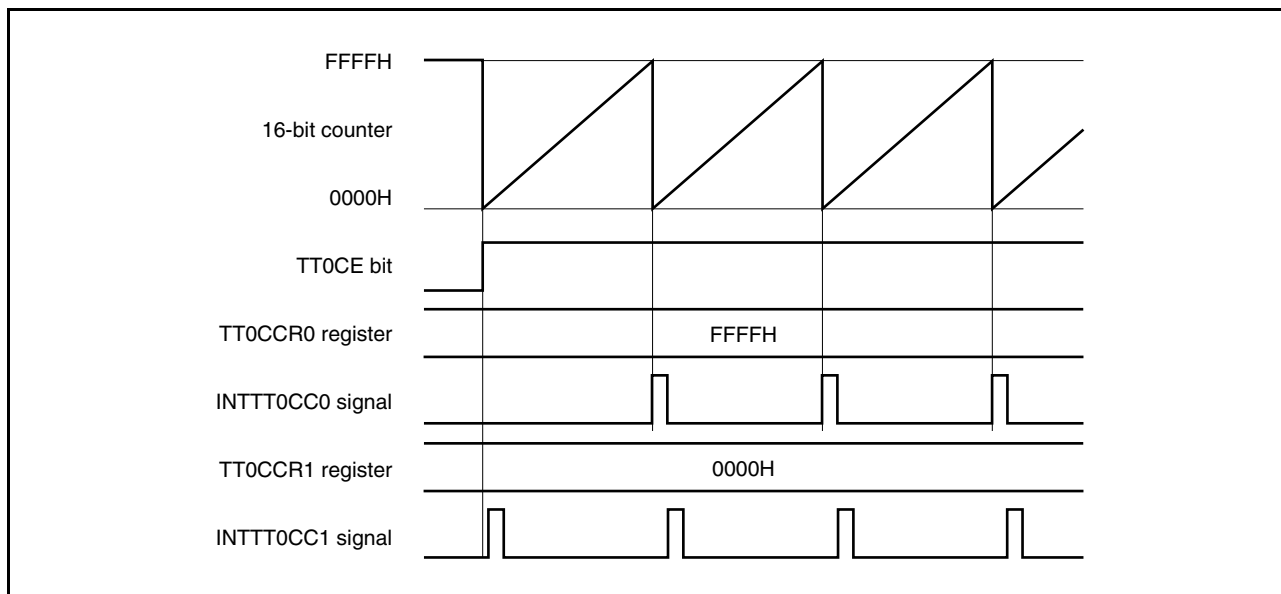 FFFFH
16-bit counter
0000H
TT0CE bit
TT0CCR0 register
FFFFH
INTTT0CC0 signal
TT0CCR1 register
0000H
INTTT0CC1 signal